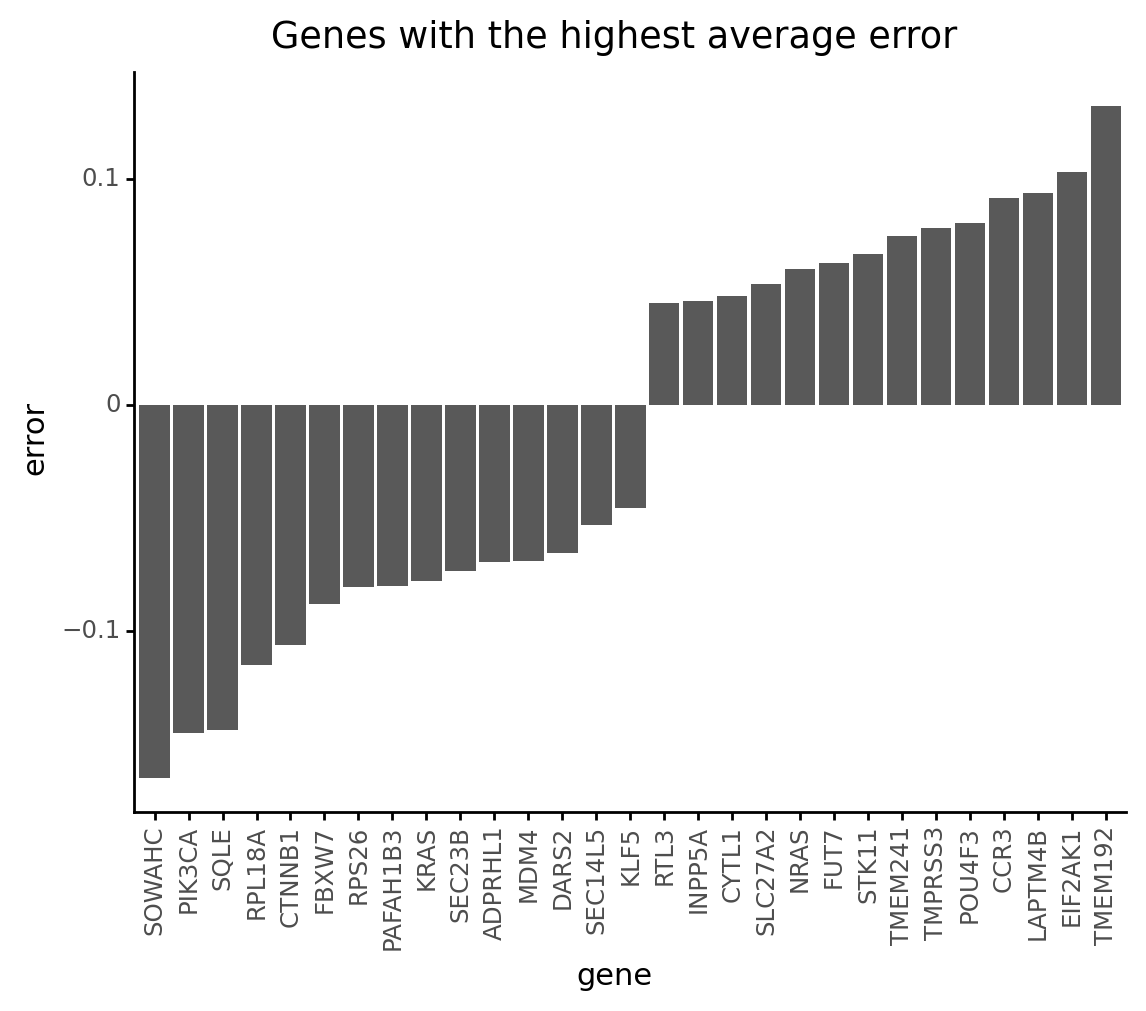 Genes with the highest average error
error
0.1
0
−0.1
SOWAHC
PIK3CA
SQLE
RPL18A
CTNNB1
FBXW7
RPS26
PAFAH1B3
KRAS
SEC23B
ADPRHL1
MDM4
DARS2
SEC14L5
KLF5
RTL3
INPP5A
CYTL1
SLC27A2
NRAS
FUT7
STK11
TMEM241
TMPRSS3
POU4F3
CCR3
LAPTM4B
EIF2AK1
TMEM192
gene